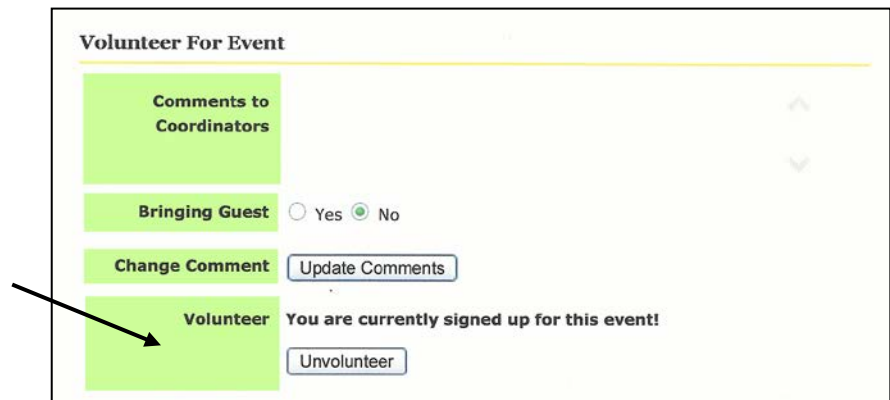 Volunteer For Event
Comments to
Coordinators
Bringing Guest Yes No
Change Comment Update Comments
Volunteer You are currently signed up for this event!
Unvolunteer